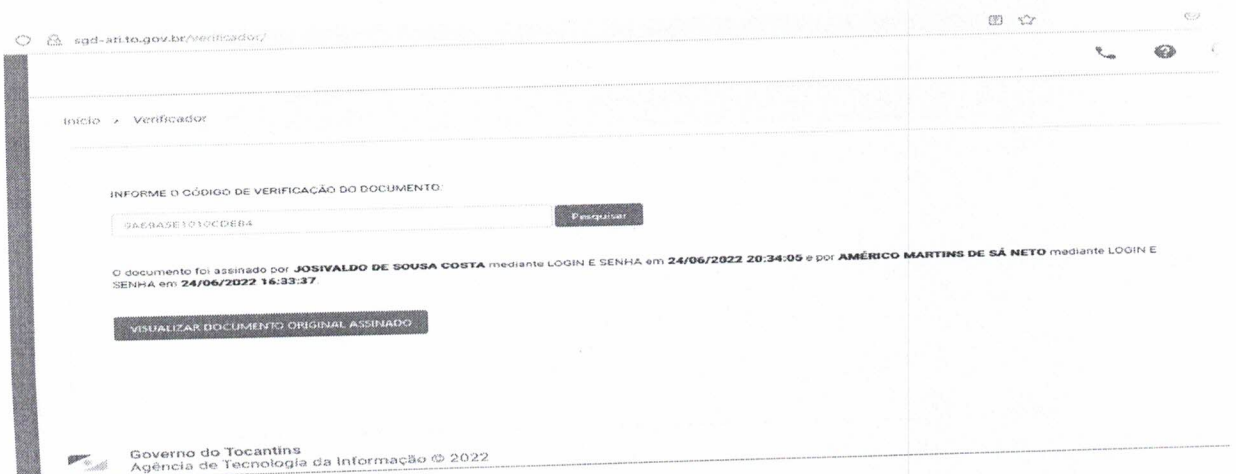 sgd-ati.to.gov.br/verificador/
Início > Verificador
INFORME O CÓDIGO DE VERIFICAÇÃO DO DOCUMENTO:
9A69A5E1010CDEB4
Pesquisar
O documento foi assinado por JOSIVALDO DE SOUSA COSTA mediante LOGIN E SENHA em 24/06/2022 20:34:05 e por AMÉRICO MARTINS DE SÁ NETO mediante LOGIN E
SENHA em 24/06/2022 16:33:37.
VISUALIZAR DOCUMENTO ORIGINAL ASSINADO
Governo do Tocantins
Agência de Tecnologia da Informação © 2022